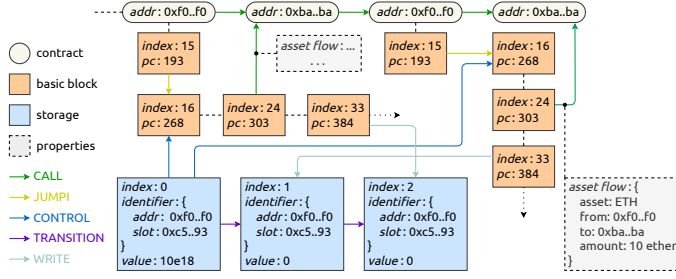 addr: 0xf0..f0
addr: 0xba..ba
addr: 0xf0..f0
addr: 0xba..ba
contract
basic block
storage
properties
CALL
JUMPI
CONTROL
TRANSITION
WRITE
index: 15
pc: 193
asset flow: ...
. . .
index: 15
pc: 193
index: 16
pc: 268
index: 16
pc: 268
index: 24
pc: 303
index: 33
pc: 384
index: 24
pc: 303
index: 33
pc: 384
index: 0
identifier: {
addr: 0xf0..f0
slot: 0xc5..93
}
value: 10e18
index: 1
identifier: {
addr: 0xf0..f0
slot: 0xc5..93
}
value: 0
index: 2
identifier: {
addr: 0xf0..f0
slot: 0xc5..93
}
value: 0
asset flow: {
asset: ETH
from: 0xf0..f0
to: 0xba..ba
amount: 10 ether
}